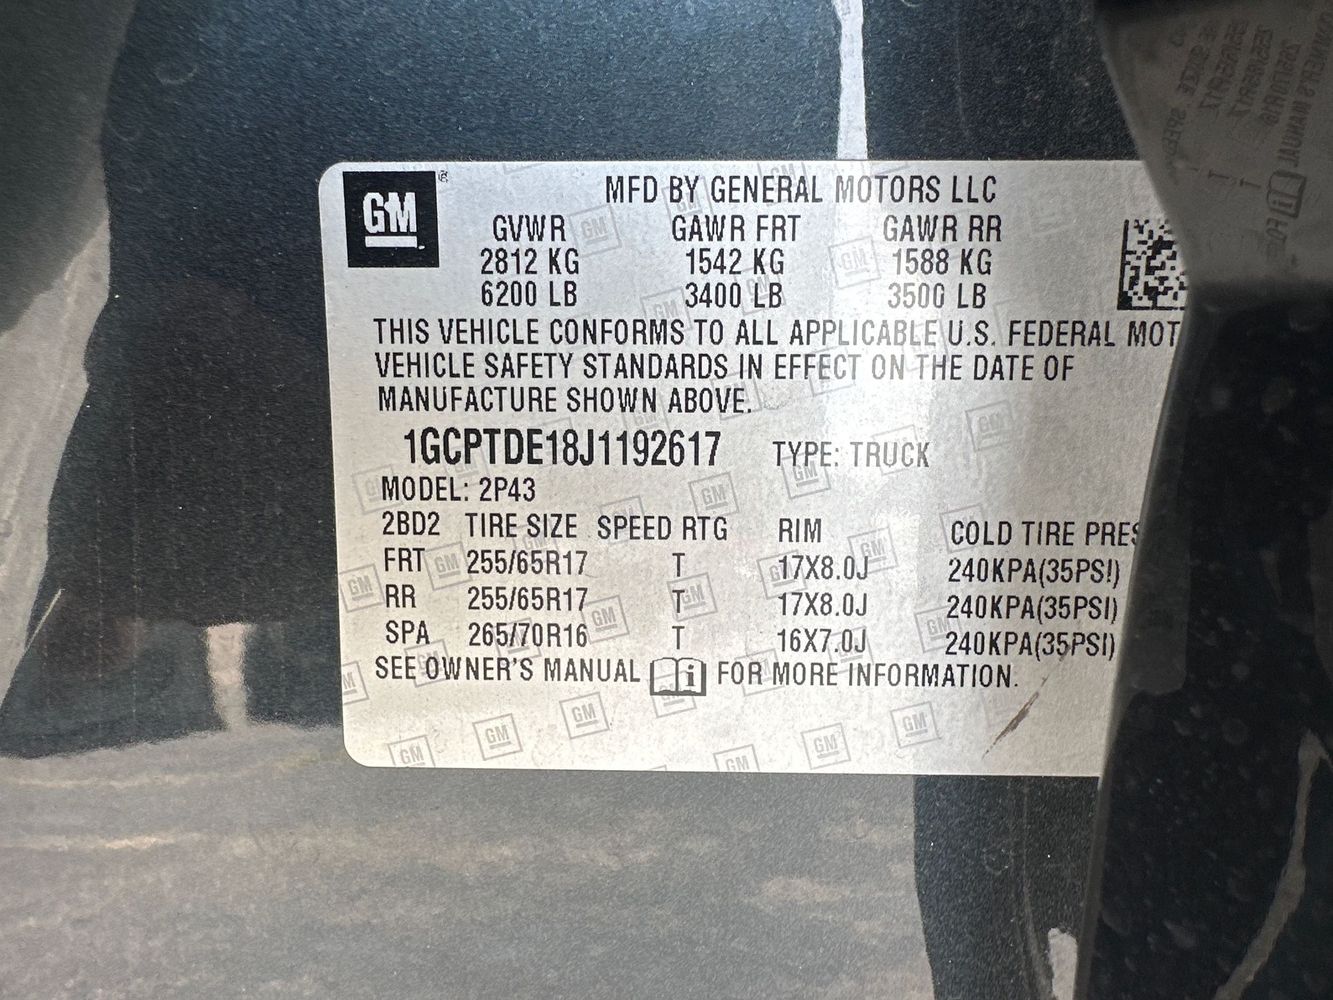 GM
MFD BY GENERAL MOTORS LLC
GVWR GAWR FRT GAWR RR
2812 KG 1542 KG 1588 KG
6200 LB 3400 LB 3500 LB
THIS VEHICLE CONFORMS TO ALL APPLICABLE U.S. FEDERAL MOT
VEHICLE SAFETY STANDARDS IN EFFECT ON THE DATE OF
MANUFACTURE SHOWN ABOVE.
1GCPTDE18J1192617 TYPE: TRUCK
MODEL: 2P43
2BD2 TIRE SIZE SPEED RTG RIM COLD TIRE PRES
FRT 255/65R17 T 17X8.0J 240KPA(35PSI)
RR 255/65R17 T 17X8.0J 240KPA(35PSI)
SPA 265/70R16 T 16X7.0J 240KPA(35PSI)
SEE OWNER'S MANUAL FOR MORE INFORMATION.